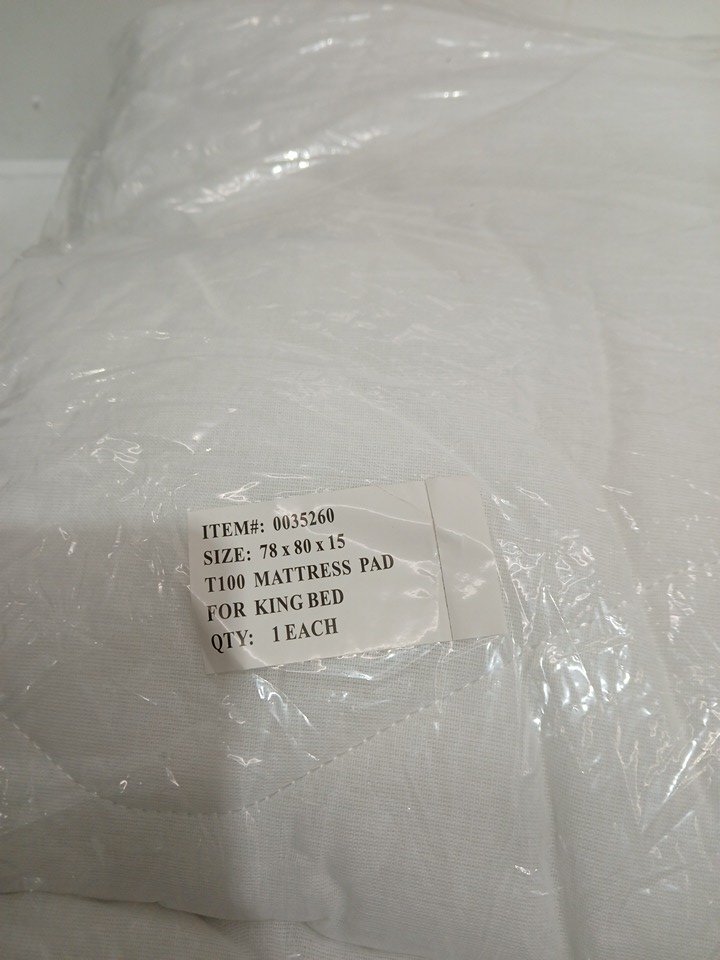 ITEM#: 0035260
SIZE: 78 x 80 x 15
T100 MATTRESS PAD
FOR KING BED
QTY: 1 EACH